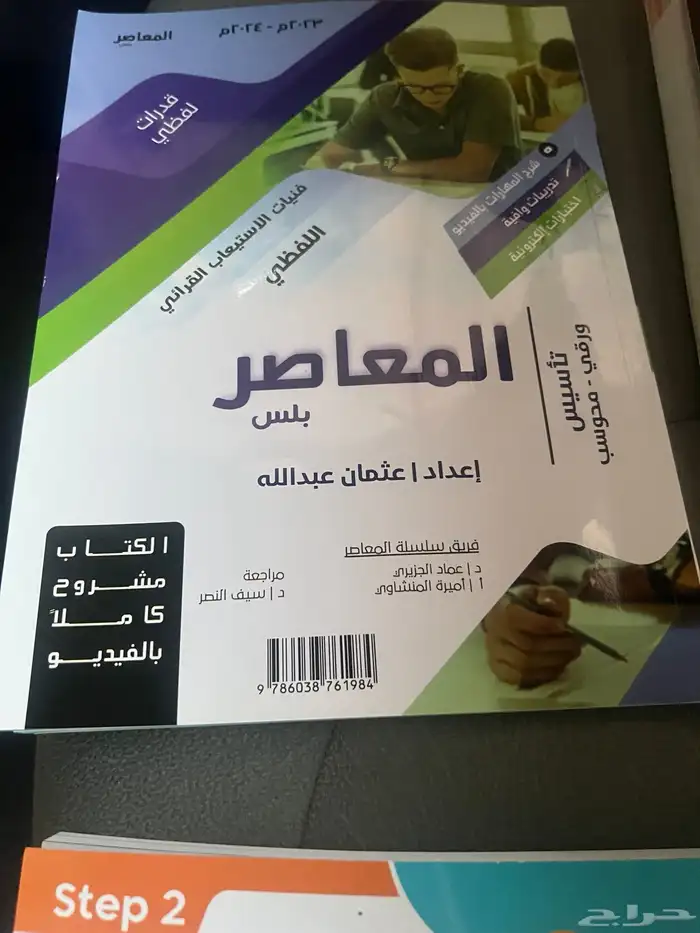 المعاصر
بلس
٢٠٢٣م - ٢٠٢٤م
قدرات
لفظي
شرح المهارات بالفيديو
تدريبات وافية
اختبارات إلكترونية
فنيات الاستيعاب القرائي
اللفظي
المعاصر
بلس
تأسيس
ورقي - محوسب
إعداد | عثمان عبدالله
فريق سلسلة المعاصر
د | عماد الجزيري
أ | أميرة المنشاوي
مراجعة
د | سيف النصر
الكتاب
مشروح
كاملاً
بالفيديو
9 786038 761984
Step 2
حراج